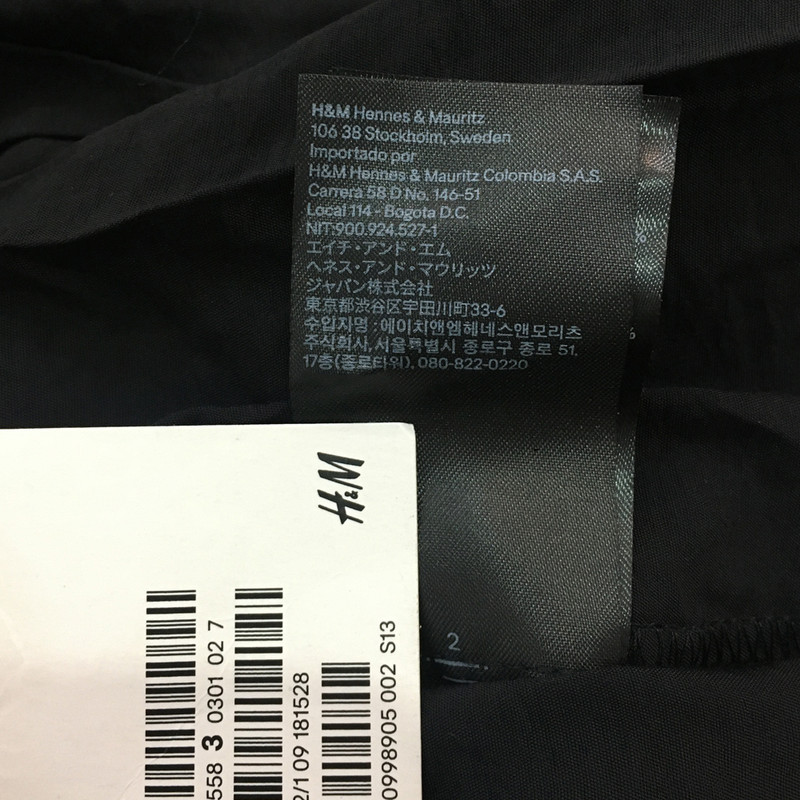 H&M Hennes & Mauritz
106 38 Stockholm, Sweden
Importado por
H&M Hennes & Mauritz Colombia S.A.S.
Carrera 58 D No. 146-51
Local 114 - Bogota D.C.
NIT:900.924.527-1
エイチ・アンド・エム
ヘネス・アンド・マウリッツ
ジャパン株式会社
東京都渋谷区宇田川町33-6
수입자명 : 에이치앤엠헤네스앤모리츠
주식회사,서울특별시 종로구 종로 51,
17층(종로타워). 080-822-0220
%
%
2
H&M
558 3 0301 02 7
2/1 09 181528
0998905 002 S13